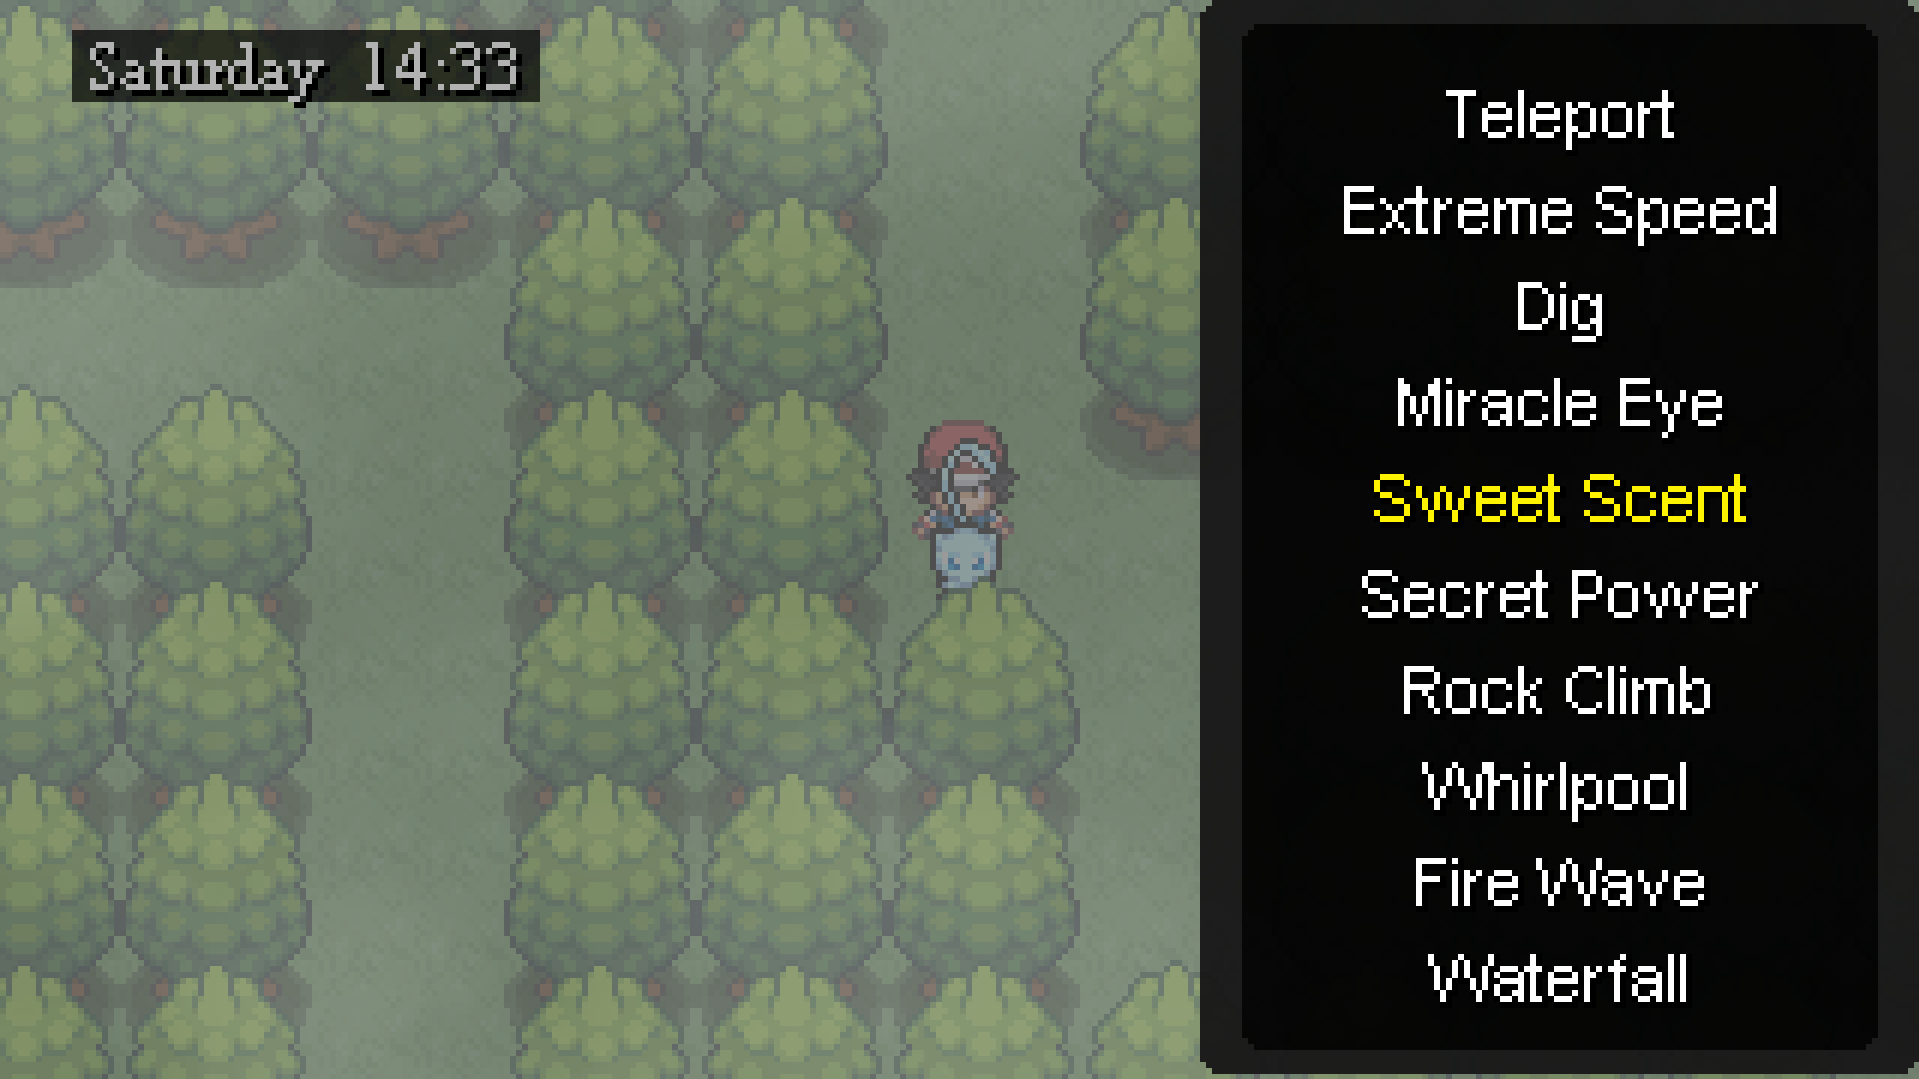 Saturday 14:33
Teleport
Extreme Speed
Dig
Miracle Eye
Sweet Scent
Secret Power
Rock Climb
Whirlpool
Fire Wave
Waterfall